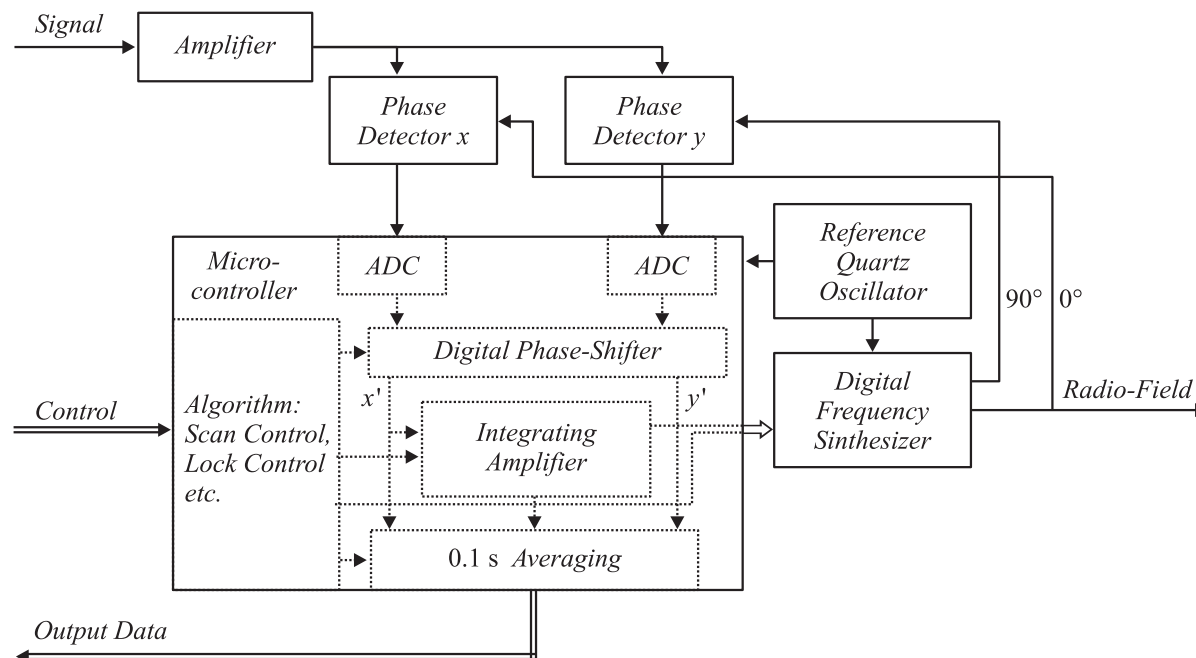 Signal
Amplifier
Phase
Detector x
Phase
Detector y
Micro-
controller
ADC
ADC
Reference
Quartz
Oscillator
90°
0°
Digital Phase-Shifter
x'
y'
Control
Algorithm:
Scan Control,
Lock Control
etc.
Integrating
Amplifier
Digital
Frequency
Sinthesizer
Radio-Field
0.1 s Averaging
Output Data